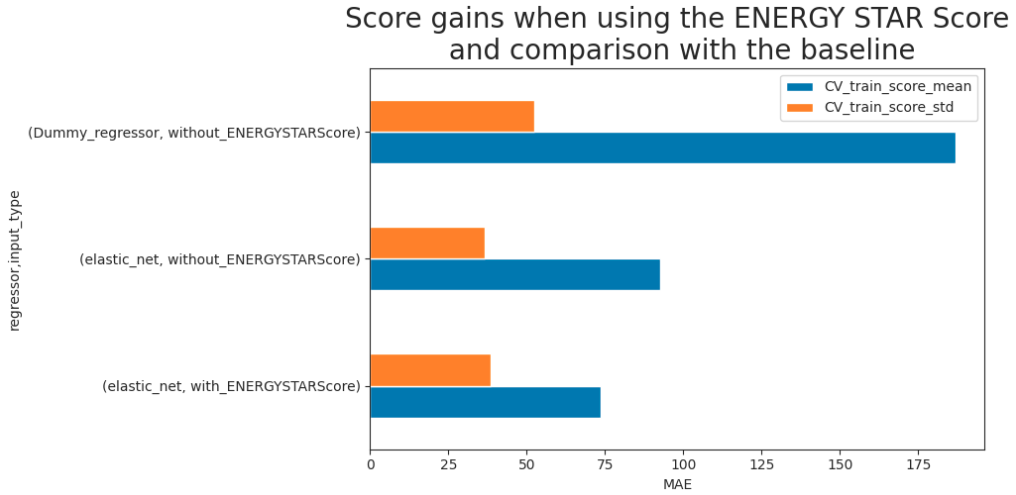 Score gains when using the ENERGY STAR Score
and comparison with the baseline
CV_train_score_mean
CV_train_score_std
regressor,input_type
(Dummy_regressor, without_ENERGYSTARScore)
(elastic_net, without_ENERGYSTARScore)
(elastic_net, with_ENERGYSTARScore)
0 25 50 75 100 125 150 175
MAE